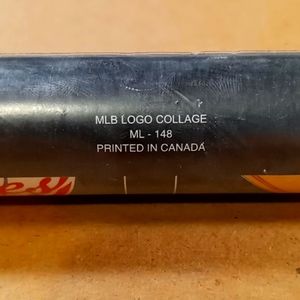 MLB LOGO COLLAGE
ML - 148
PRINTED IN CANADA